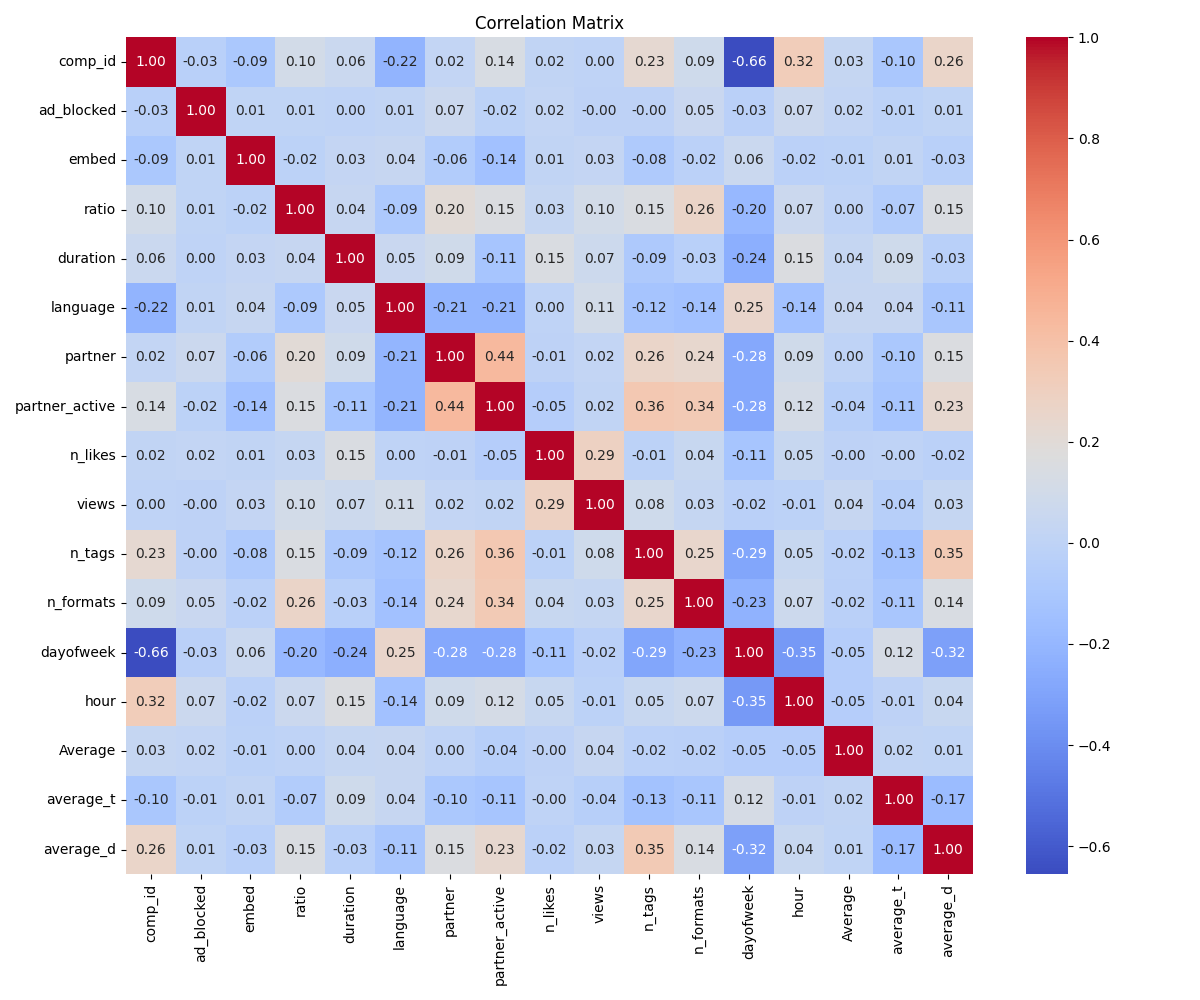 Correlation Matrix
comp_id 1.00 -0.03 -0.09 0.10 0.06 -0.22 0.02 0.14 0.02 0.00 0.23 0.09 -0.66 0.32 0.03 -0.10 0.26
ad_blocked -0.03 1.00 0.01 0.01 0.00 0.01 0.07 -0.02 0.02 -0.00 -0.00 0.05 -0.03 0.07 0.02 -0.01 0.01
embed -0.09 0.01 1.00 -0.02 0.03 0.04 -0.06 -0.14 0.01 0.03 -0.08 -0.02 0.06 -0.02 -0.01 0.01 -0.03
ratio 0.10 0.01 -0.02 1.00 0.04 -0.09 0.20 0.15 0.03 0.10 0.15 0.26 -0.20 0.07 0.00 -0.07 0.15
duration 0.06 0.00 0.03 0.04 1.00 0.05 0.09 -0.11 0.15 0.07 -0.09 -0.03 -0.24 0.15 0.04 0.09 -0.03
language -0.22 0.01 0.04 -0.09 0.05 1.00 -0.21 -0.21 0.00 0.11 -0.12 -0.14 0.25 -0.14 0.04 0.04 -0.11
partner 0.02 0.07 -0.06 0.20 0.09 -0.21 1.00 0.44 -0.01 0.02 0.26 0.24 -0.28 0.09 0.00 -0.10 0.15
partner_active 0.14 -0.02 -0.14 0.15 -0.11 -0.21 0.44 1.00 -0.05 0.02 0.36 0.34 -0.28 0.12 -0.04 -0.11 0.23
n_likes 0.02 0.02 0.01 0.03 0.15 0.00 -0.01 -0.05 1.00 0.29 -0.01 0.04 -0.11 0.05 -0.00 -0.00 -0.02
views 0.00 -0.00 0.03 0.10 0.07 0.11 0.02 0.02 0.29 1.00 0.08 0.03 -0.02 -0.01 0.04 -0.04 0.03
n_tags 0.23 -0.00 -0.08 0.15 -0.09 -0.12 0.26 0.36 -0.01 0.08 1.00 0.25 -0.29 0.05 -0.02 -0.13 0.35
n_formats 0.09 0.05 -0.02 0.26 -0.03 -0.14 0.24 0.34 0.04 0.03 0.25 1.00 -0.23 0.07 -0.02 -0.11 0.14
dayofweek -0.66 -0.03 0.06 -0.20 -0.24 0.25 -0.28 -0.28 -0.11 -0.02 -0.29 -0.23 1.00 -0.35 -0.05 0.12 -0.32
hour 0.32 0.07 -0.02 0.07 0.15 -0.14 0.09 0.12 0.05 -0.01 0.05 0.07 -0.35 1.00 -0.05 -0.01 0.04
Average 0.03 0.02 -0.01 0.00 0.04 0.04 0.00 -0.04 -0.00 0.04 -0.02 -0.02 -0.05 -0.05 1.00 0.02 0.01
average_t -0.10 -0.01 0.01 -0.07 0.09 0.04 -0.10 -0.11 -0.00 -0.04 -0.13 -0.11 0.12 -0.01 0.02 1.00 -0.17
average_d 0.26 0.01 -0.03 0.15 -0.03 -0.11 0.15 0.23 -0.02 0.03 0.35 0.14 -0.32 0.04 0.01 -0.17 1.00
comp_id ad_blocked embed ratio duration language partner partner_active n_likes views n_tags n_formats dayofweek hour Average average_t average_d
1.0
0.8
0.6
0.4
0.2
0.0
−0.2
−0.4
−0.6